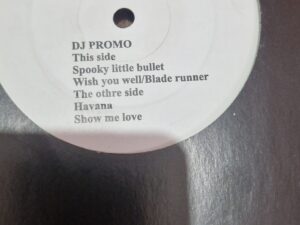 DJ PROMO
This side
Spooky little bullet
Wish you well/Blade runner
The othre side
Havana
Show me love